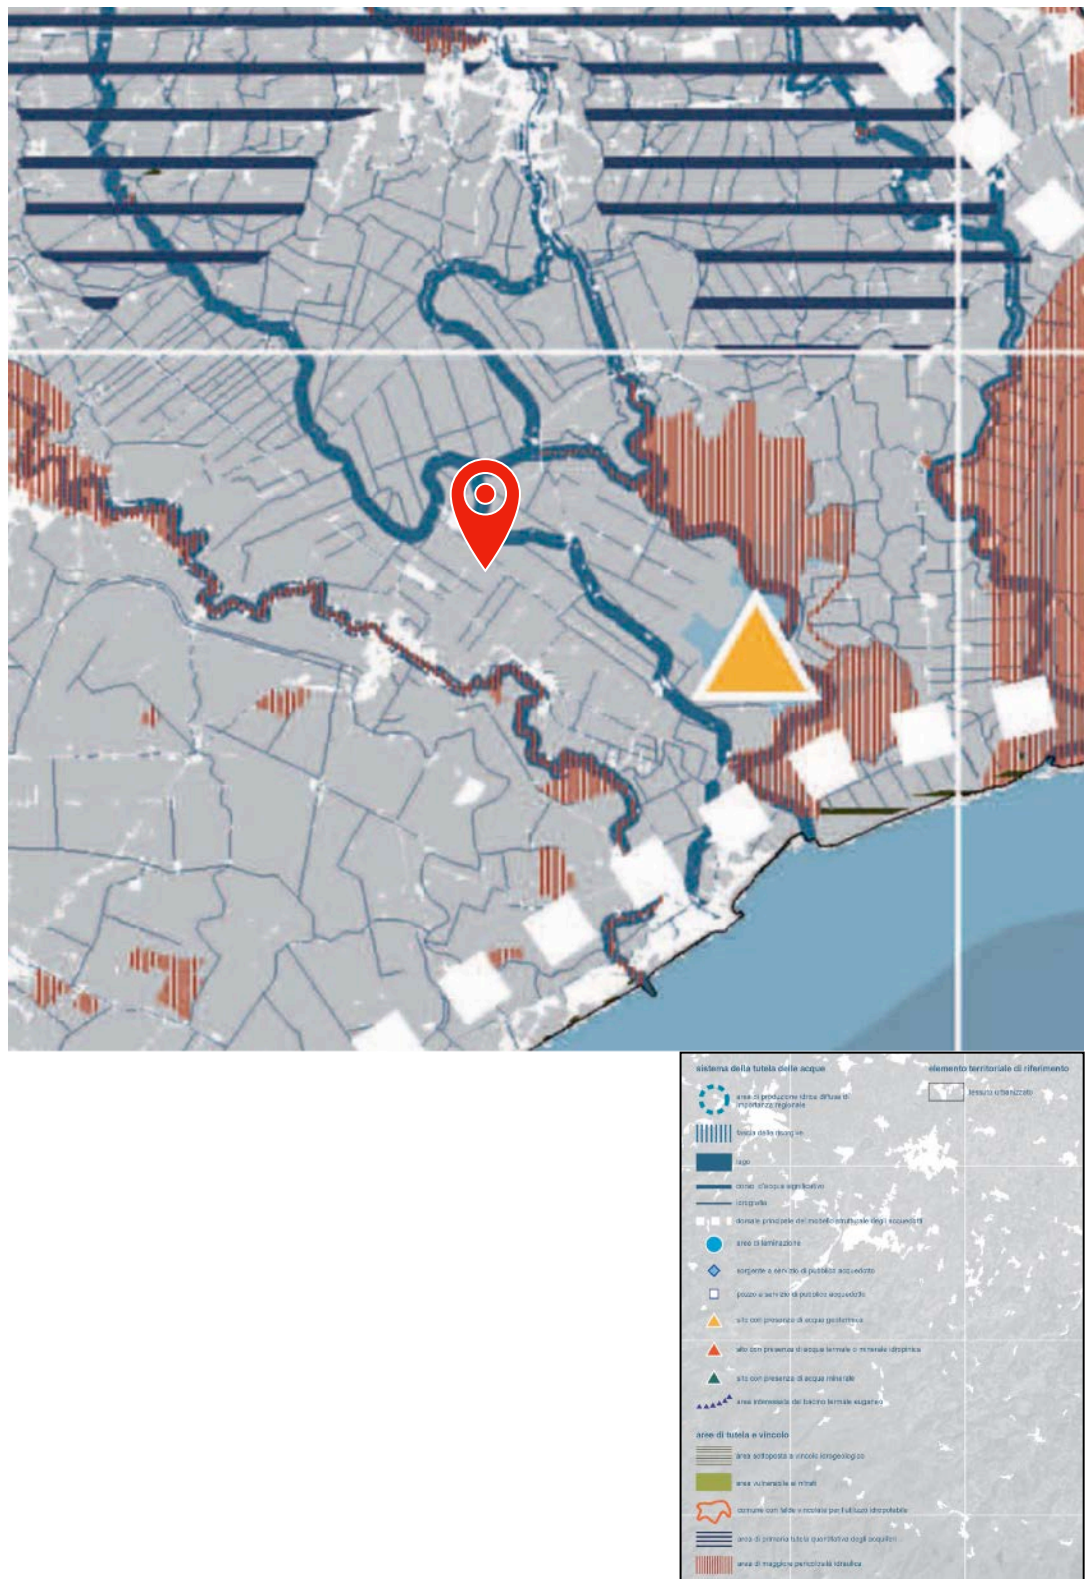 sistema della tutela delle acque
area di produzione idrica diffusa di
importanza regionale
fascia delle risorgive
lago
corso d'acqua significativo
idrografia
dorsale principale del modello strutturale degli acquedotti
area di laminazione
sorgente a servizio di pubblico acquedotto
pozzo a servizio di pubblico acquedotto
sito con presenza di acque geotermiche
sito con presenza di acque termale o minerale idropinica
sito con presenza di acque minerale
area interessata dal bacino termale euganeo
aree di tutela e vincolo
area sottoposta a vincolo idrogeologico
area vulnerabile ai nitrati
comune con falde vincolate per l'utilizzo idropotabile
area di primaria tutela quantitativa degli acquiferi
area di maggiore pericolosità idraulica
elemento territoriale di riferimento
tessuto urbanizzato